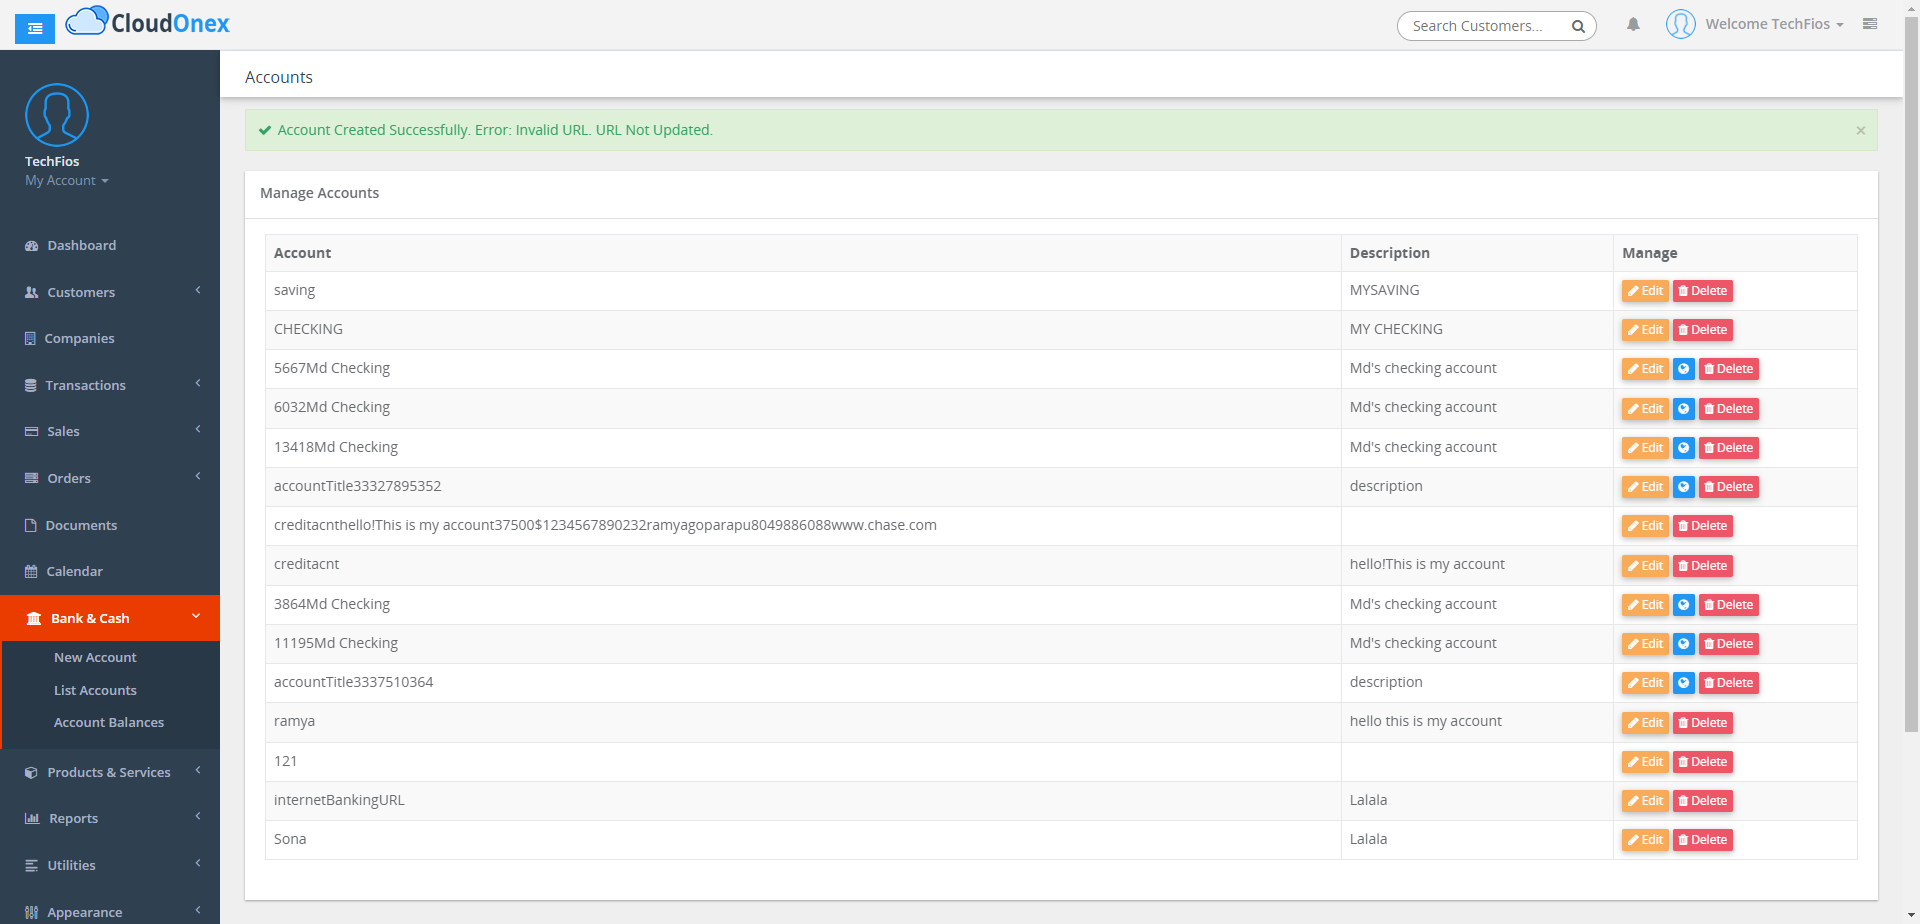 CloudOnex
Search Customers...
Welcome TechFios
TechFios
My Account
Dashboard
Customers
Companies
Transactions
Sales
Orders
Documents
Calendar
Bank & Cash
New Account
List Accounts
Account Balances
Products & Services
Reports
Utilities
Appearance
Accounts
Account Created Successfully. Error: Invalid URL. URL Not Updated.
×
Manage Accounts
Account Description Manage
saving MYSAVING Edit Delete
CHECKING MY CHECKING Edit Delete
5667Md Checking Md's checking account Edit Delete
6032Md Checking Md's checking account Edit Delete
13418Md Checking Md's checking account Edit Delete
accountTitle33327895352 description Edit Delete
creditacnthello!This is my account37500$1234567890232ramyagoparapu8049886088www.chase.com Edit Delete
creditacnt hello!This is my account Edit Delete
3864Md Checking Md's checking account Edit Delete
11195Md Checking Md's checking account Edit Delete
accountTitle3337510364 description Edit Delete
ramya hello this is my account Edit Delete
121 Edit Delete
internetBankingURL Lalala Edit Delete
Sona Lalala Edit Delete